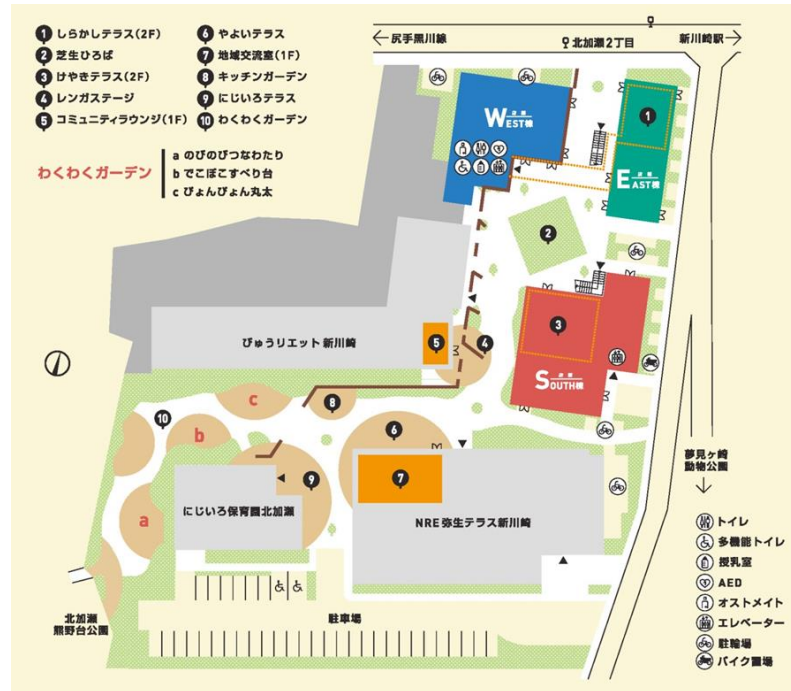 1 しらかしテラス(2F)
2 芝生ひろば
3 けやきテラス(2F)
4 レンガステージ
5 コミュニティラウンジ(1F)
6 やよいテラス
7 地域交流室(1F)
8 キッチンガーデン
9 にじいろテラス
10 わくわくガーデン
わくわくガーデン
a のびのびつなわたり
b でこぼこすべり台
c ぴょんぴょん丸太
尻手黒川線
北加瀬2丁目
新川崎駅
WEST棟
1
EAST棟
2
3
SOUTH棟
びゅうリエット新川崎
5
4
c
8
10
b
6
9
7
a
にじいろ保育園北加瀬
NRE弥生テラス新川崎
夢見ヶ崎
動物公園
北加瀬
熊野台公園
駐車場
トイレ
多機能トイレ
授乳室
AED
オストメイト
エレベーター
駐輪場
バイク置場